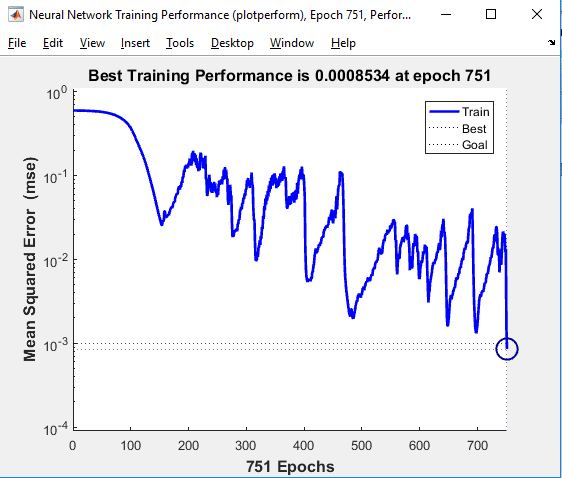 Neural Network Training Performance (plotperform), Epoch 751, Perfor...
File Edit View Insert Tools Desktop Window Help
Best Training Performance is 0.0008534 at epoch 751
Train
Best
Goal
10^0
10^-1
10^-2
10^-3
10^-4
Mean Squared Error (mse)
0 100 200 300 400 500 600 700
751 Epochs